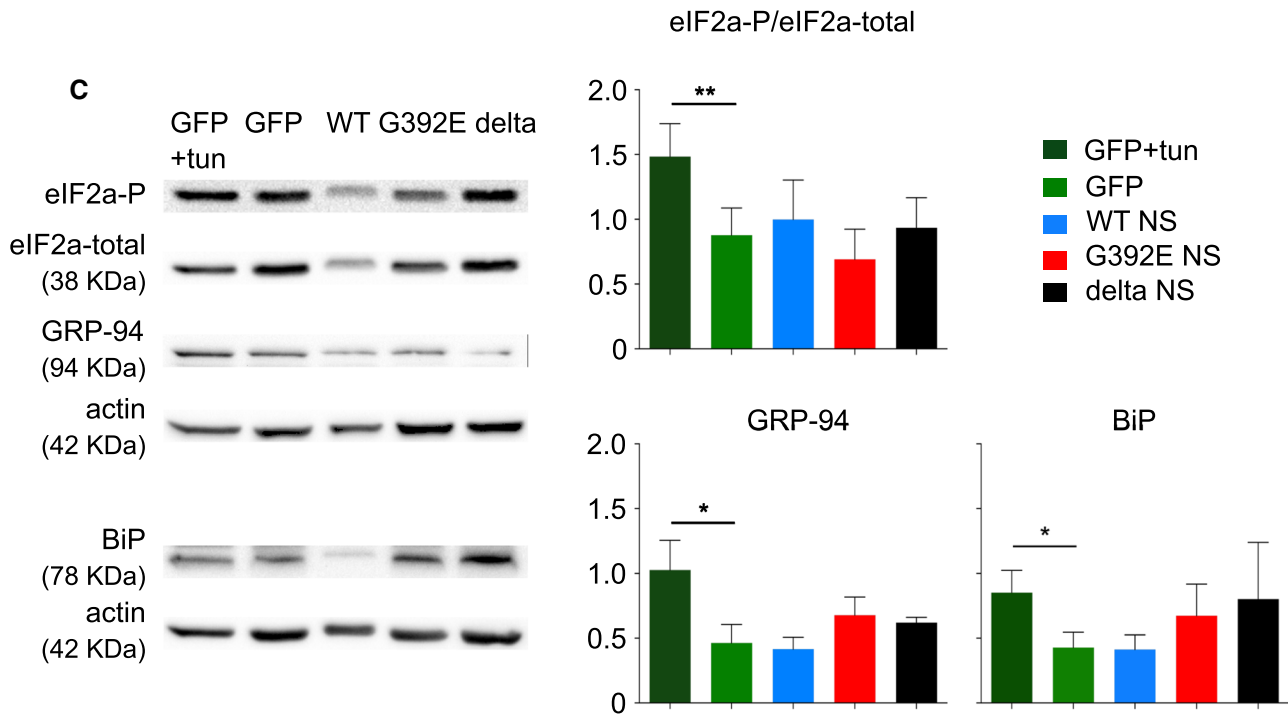 C
GFP GFP WT G392E delta
+tun
eIF2a-P
eIF2a-total
(38 KDa)
GRP-94
(94 KDa)
actin
(42 KDa)
BiP
(78 KDa)
actin
(42 KDa)
eIF2a-P/eIF2a-total
2.0
**
1.5
1.0
0.5
0
GFP+tun
GFP
WT NS
G392E NS
delta NS
GRP-94
2.0
1.5
*
1.0
0.5
0
BiP
*